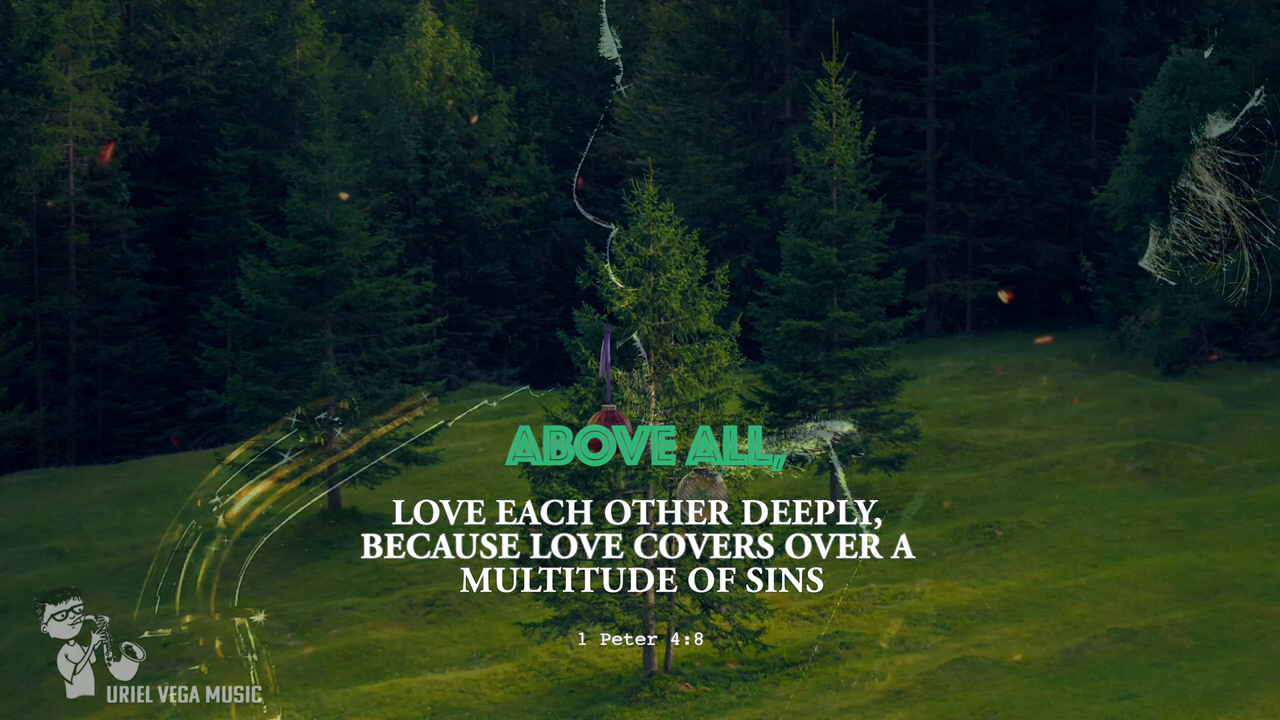 ABOVE ALL,,
LOVE EACH OTHER DEEPLY,
BECAUSE LOVE COVERS OVER A
MULTITUDE OF SINS
1 Peter 4:8
URIEL VEGA MUSIC